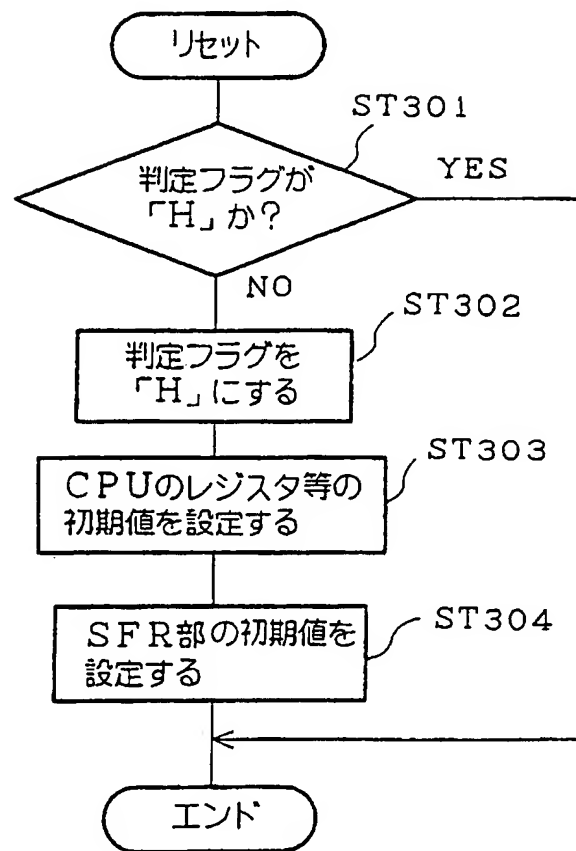 リセット
ST301
判定フラグが
「H」か?
YES
NO
ST302
判定フラグを
「H」にする
ST303
CPUのレジスタ等の
初期値を設定する
ST304
SFR部の初期値を
設定する
エンド